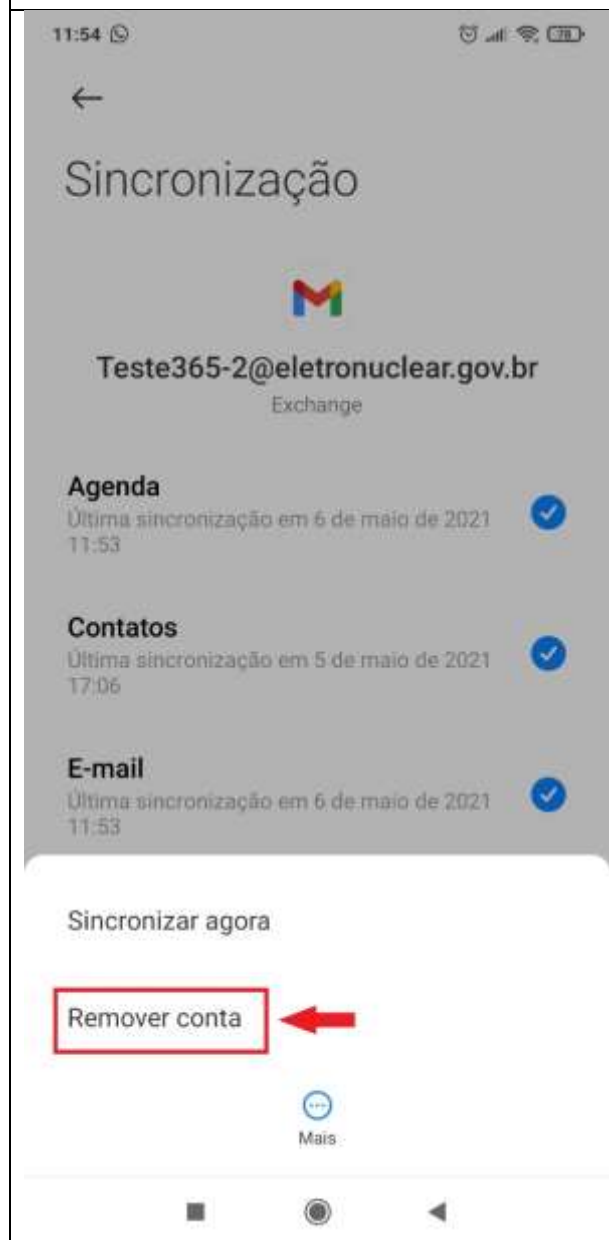 11:54
78
Sincronização
Teste365-2@eletronuclear.gov.br
Exchange
Agenda
Última sincronização em 6 de maio de 2021
11:53
Contatos
Última sincronização em 5 de maio de 2021
17:06
E-mail
Última sincronização em 6 de maio de 2021
11:53
Sincronizar agora
Remover conta
Mais